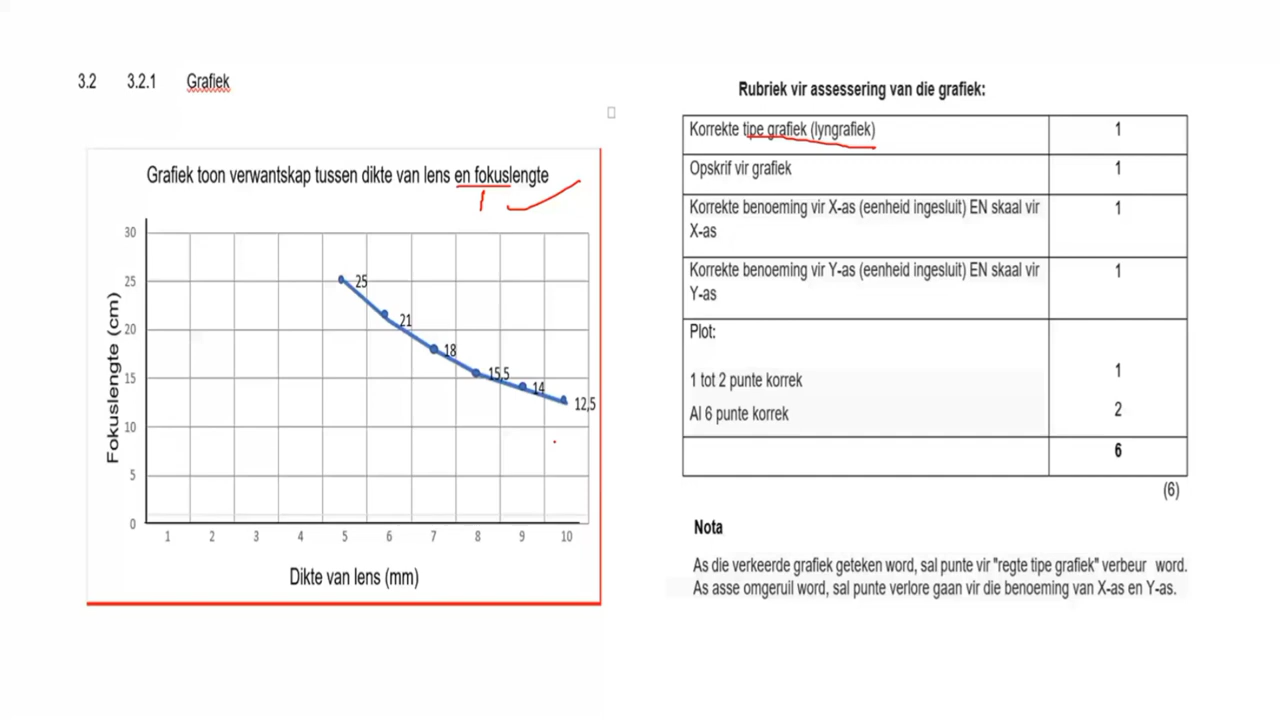 3.2 3.2.1 Grafiek
Grafiek toon verwantskap tussen dikte van lens en fokuslengte
30
25
20
15
10
5
0
Fokuslengte (cm)
25
21
18
15,5
14
12,5
1 2 3 4 5 6 7 8 9 10
Dikte van lens (mm)
Rubriek vir assessering van die grafiek:
Korrekte tipe grafiek (lyngrafiek) 1
Opskrif vir grafiek 1
Korrekte benoeming vir X-as (eenheid ingesluit) EN skaal vir 1
X-as
Korrekte benoeming vir Y-as (eenheid ingesluit) EN skaal vir 1
Y-as
Plot:
1 tot 2 punte korrek 1
Al 6 punte korrek 2
6
(6)
Nota
As die verkeerde grafiek geteken word, sal punte vir "regte tipe grafiek" verbeur word.
As asse omgeruil word, sal punte verlore gaan vir die benoeming van X-as en Y-as.